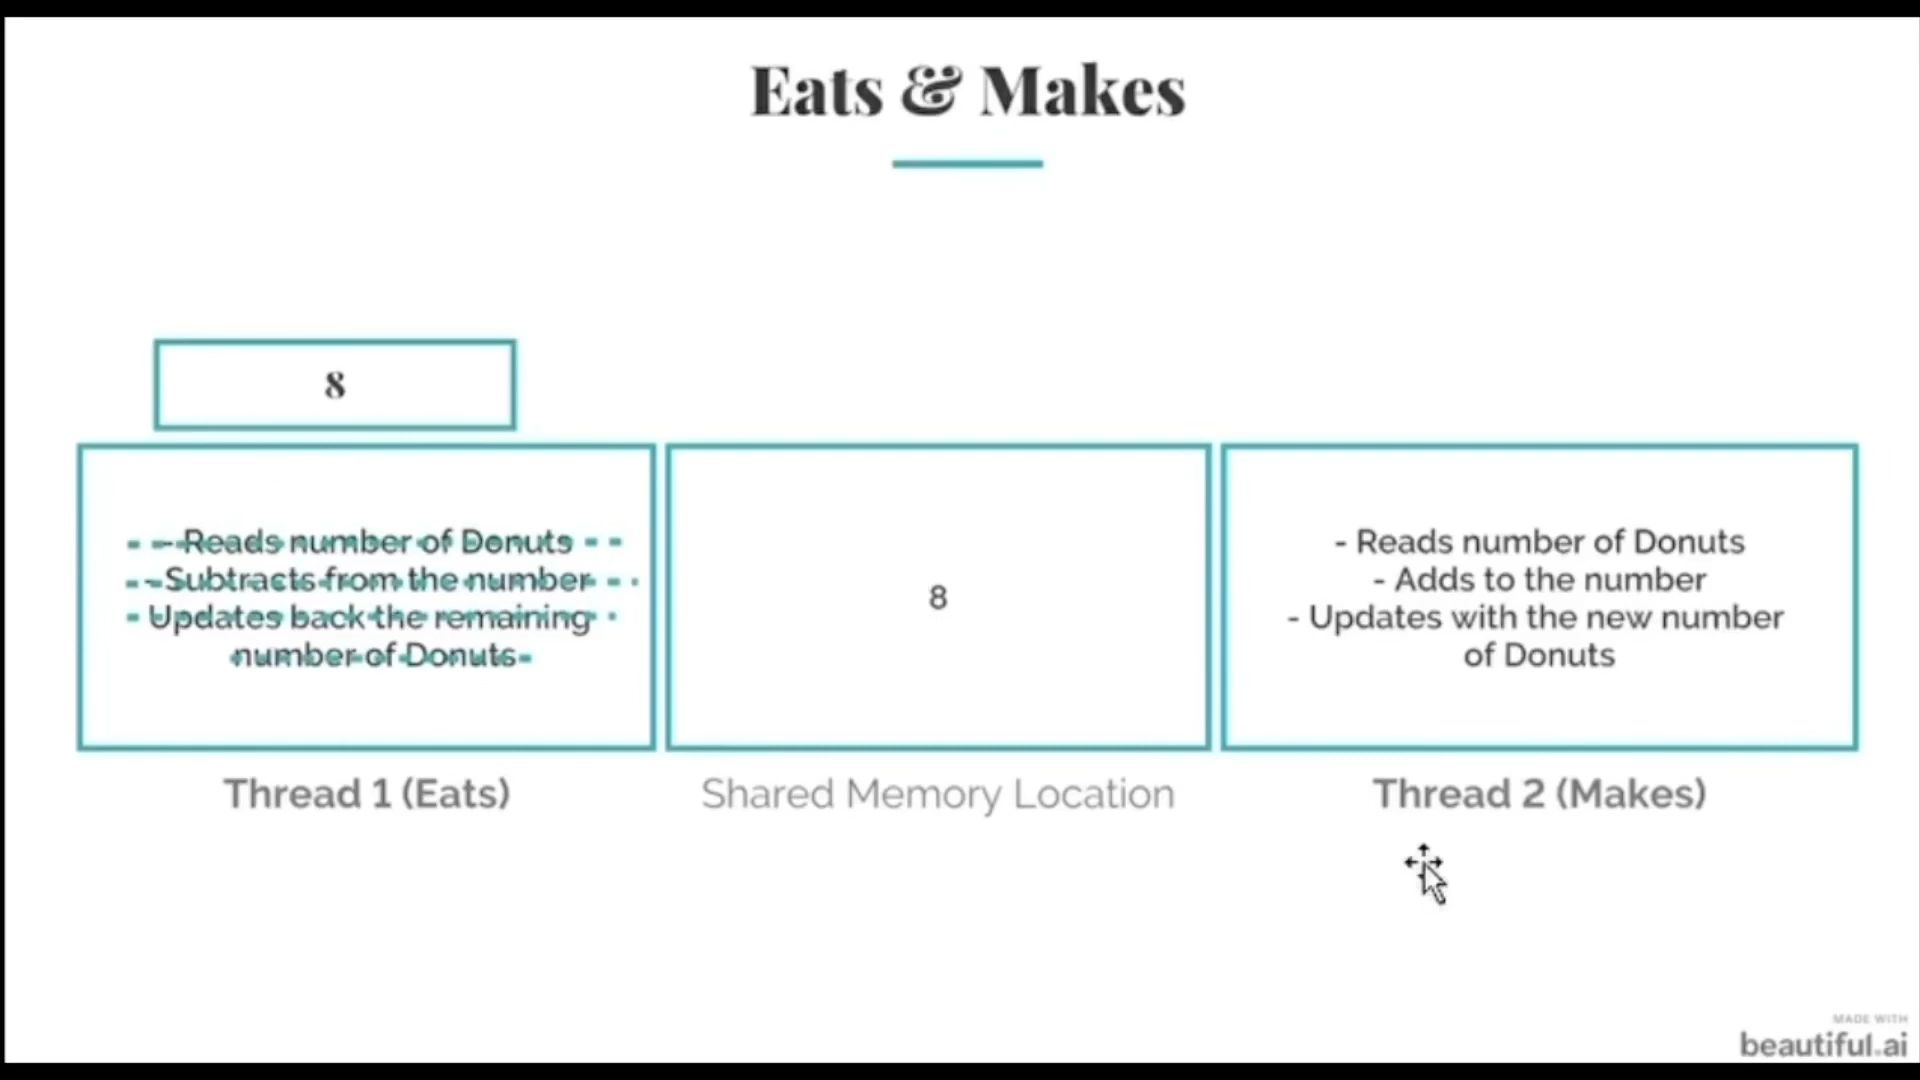 Eats & Makes
8
- Reads number of Donuts
- Subtracts from the number
- Updates back the remaining
number of Donuts
8
- Reads number of Donuts
- Adds to the number
- Updates with the new number
of Donuts
Thread 1 (Eats)
Shared Memory Location
Thread 2 (Makes)
MADE WITH
beautiful.ai